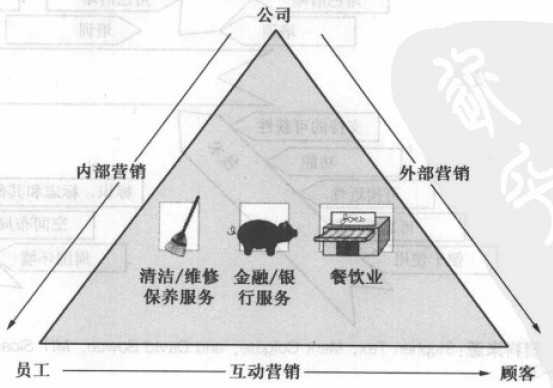 公司
内部营销
外部营销
Joe's
清洁/维修
保养服务
金融/银
行服务
餐饮业
员工
互动营销
顾客